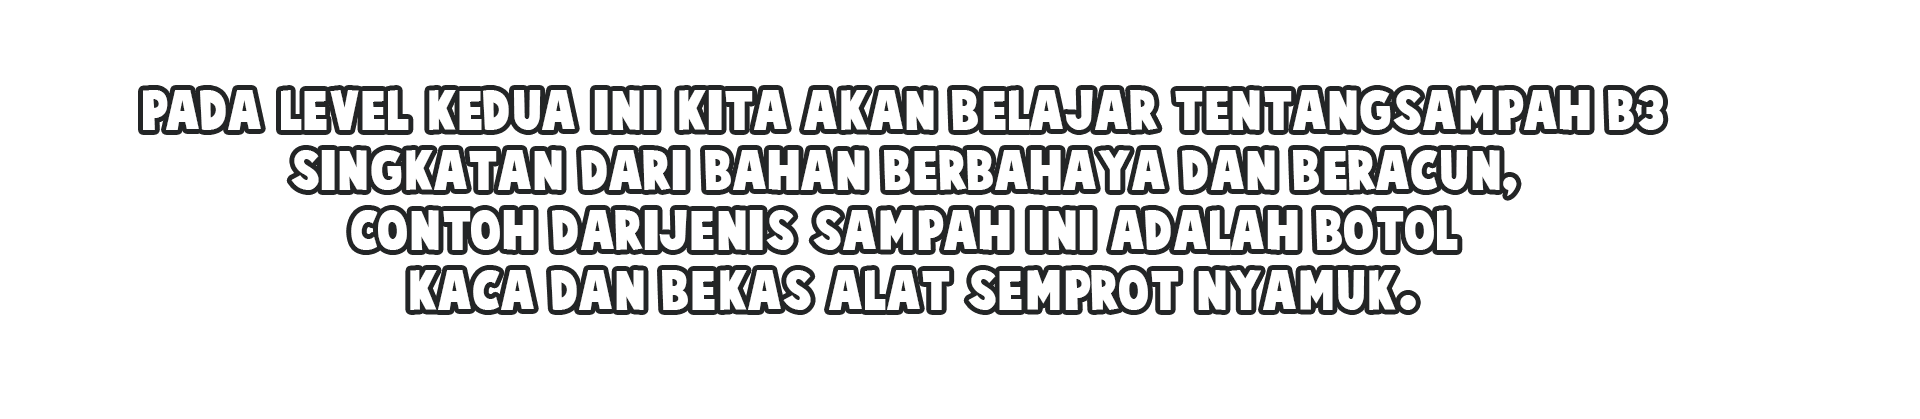 PADA LEVEL KEDUA INI KITA AKAN BELAJAR TENTANGSAMPAH B3
SINGKATAN DARI BAHAN BERBAHAYA DAN BERACUN,
CONTOH DARIJENIS SAMPAH INI ADALAH BOTOL
KACA DAN BEKAS ALAT SEMPROT NYAMUK.